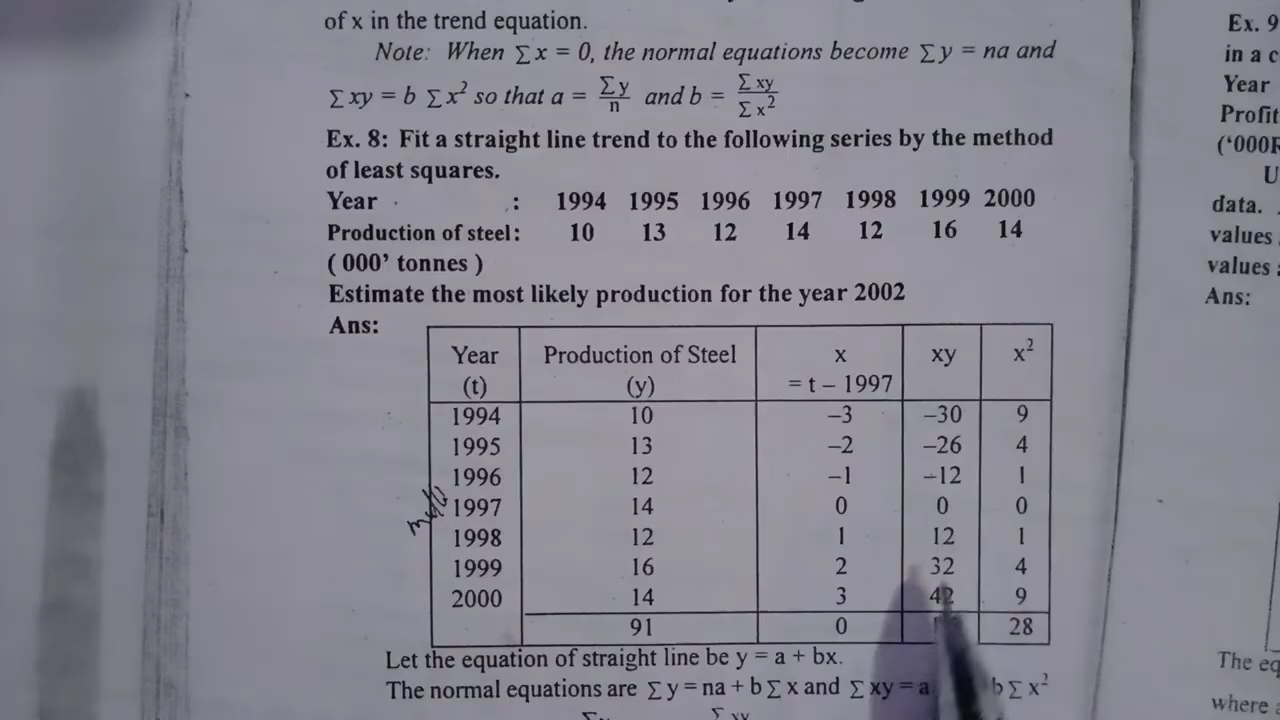 of x in the trend equation.
Note: When ∑x = 0, the normal equations become ∑y = na and
∑xy = b ∑x² so that a = ∑y/n and b = ∑xy/∑x²
Ex. 8: Fit a straight line trend to the following series by the method
of least squares.
Year : 1994 1995 1996 1997 1998 1999 2000
Production of steel: 10 13 12 14 12 16 14
( 000’ tonnes )
Estimate the most likely production for the year 2002
Ans:
Year Production of Steel x xy x²
(t) (y) = t – 1997
1994 10 –3 –30 9
1995 13 –2 –26 4
1996 12 –1 –12 1
1997 14 0 0 0
1998 12 1 12 1
1999 16 2 32 4
2000 14 3 42 9
91 0 28
Let the equation of straight line be y = a + bx.
The normal equations are ∑y = na + b∑x and ∑xy = a b∑x²
Ex. 9
in a c
Year
Profit
(‘000R
U
data.
values
values
Ans:
The eq
where